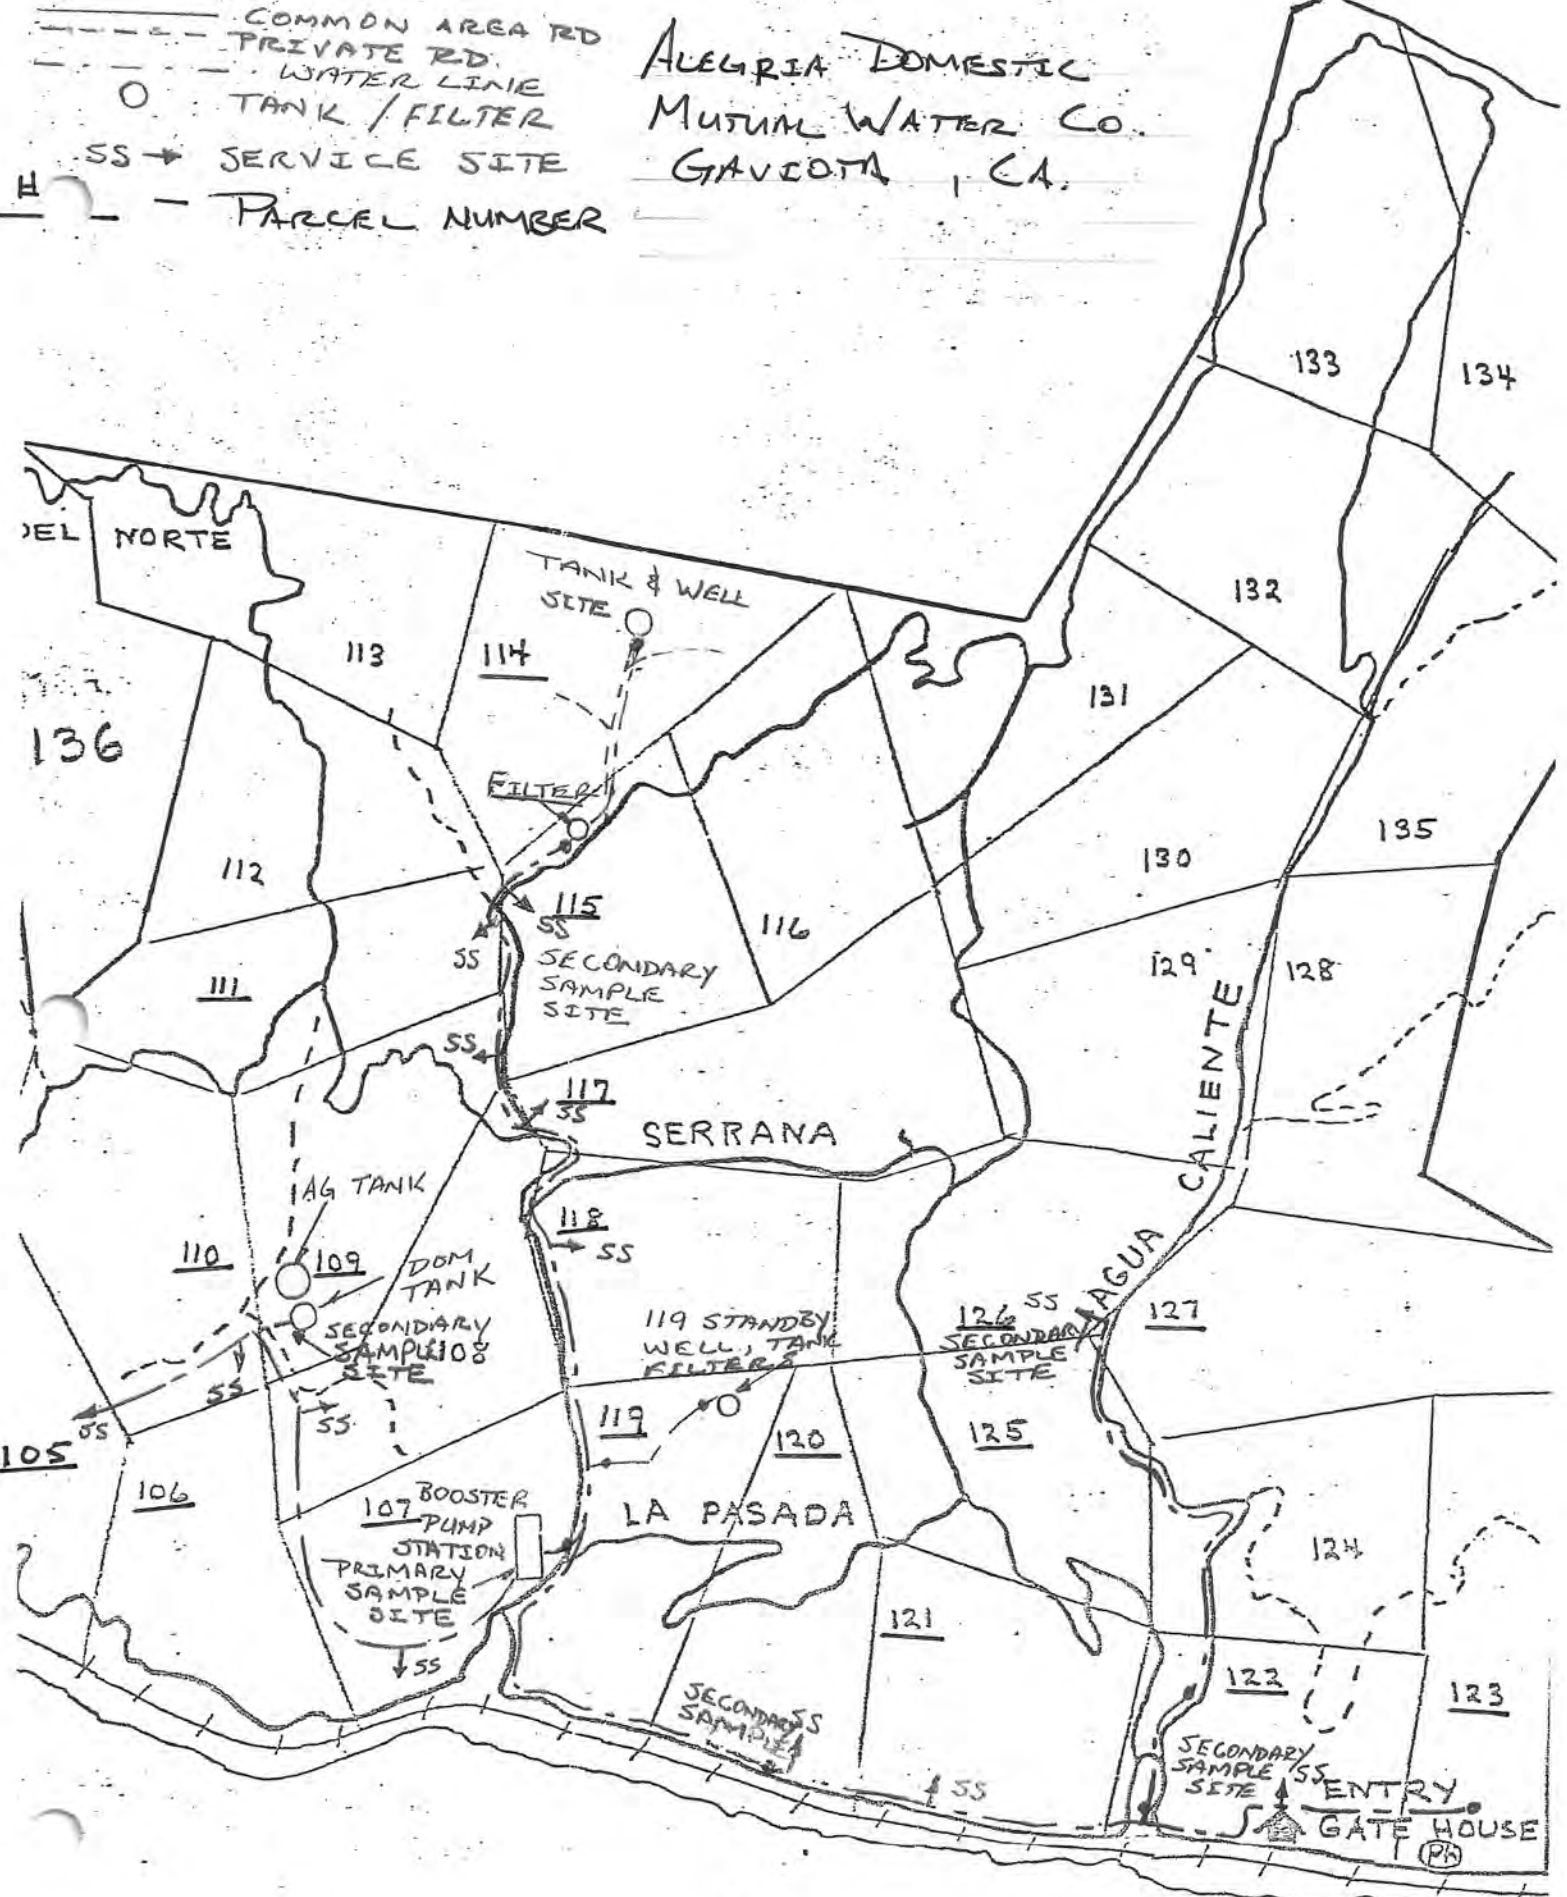 COMMON AREA RD
PRIVATE RD.
WATER LINE
TANK / FILTER
SS → SERVICE SITE
# — PARCEL NUMBER
ALEGRIA DOMESTIC
MUTUAL WATER CO.
GAVIOTA, CA.
133
134
DEL NORTE
TANK & WELL
SITE
132
113
114
131
136
FILTER
135
112
130
115
SS
SS
116
SECONDARY
SAMPLE
SITE
129
128
111
SS
117
SS
SERRANA
AGUA CALIENTE
AG TANK
118
SS
110
109
DOM
TANK
119 STANDBY
WELL, TANK
FILTERS
126 SS
SECONDARY
SAMPLE
SITE
127
SECONDARY
SAMPLE 108
SITE
SS
SS
SS
119
120
125
105
106
107
BOOSTER
PUMP
STATION
PRIMARY
SAMPLE
SITE
LA PASADA
124
121
SS
122
123
SECONDARY SS
SAMPLE
SS
SECONDARY
SAMPLE
SITE
SS
ENTRY
GATE HOUSE
Ph